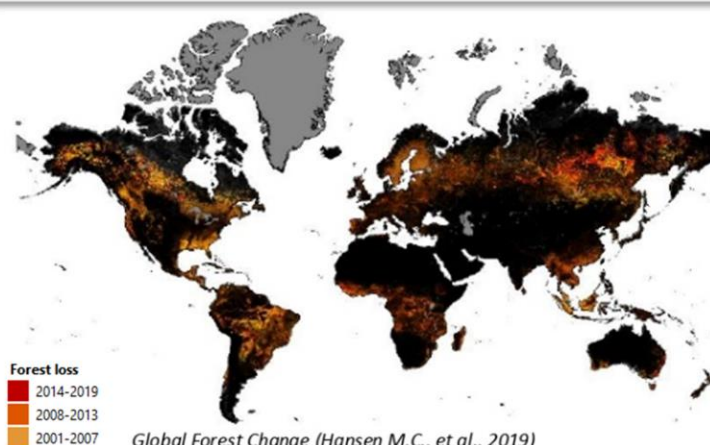 Forest loss
2014-2019
2008-2013
2001-2007
Global Forest Change (Hansen M.C., et al., 2019)